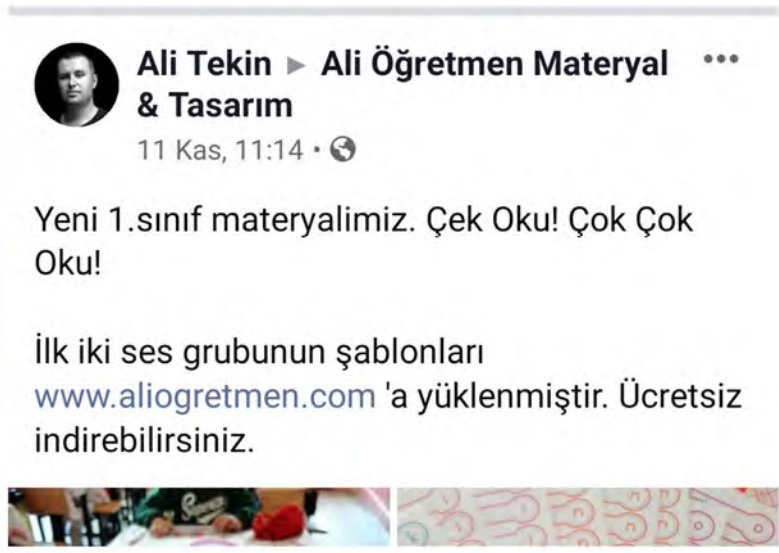 Ali Tekin ▸ Ali Öğretmen Materyal
& Tasarım
11 Kas, 11:14 ·
Yeni 1.sınıf materyalimiz. Çek Oku! Çok Çok
Oku!
İlk iki ses grubunun şablonları
www.aliogretmen.com 'a yüklenmiştir. Ücretsiz
indirebilirsiniz.